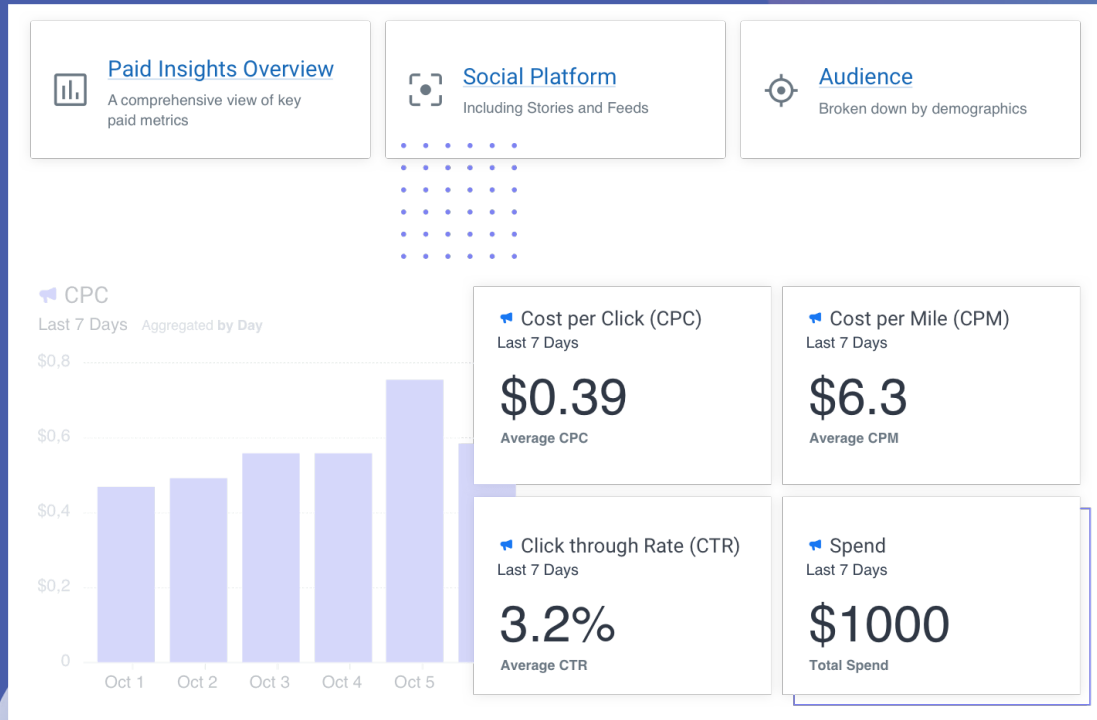 Paid Insights Overview
A comprehensive view of key
paid metrics
Social Platform
Including Stories and Feeds
Audience
Broken down by demographics
CPC
Last 7 Days Aggregated by Day
$0,8
$0,6
$0,4
$0,2
0
Oct 1 Oct 2 Oct 3 Oct 4 Oct 5
Cost per Click (CPC)
Last 7 Days
$0.39
Average CPC
Cost per Mile (CPM)
Last 7 Days
$6.3
Average CPM
Click through Rate (CTR)
Last 7 Days
3.2%
Average CTR
Spend
Last 7 Days
$1000
Total Spend